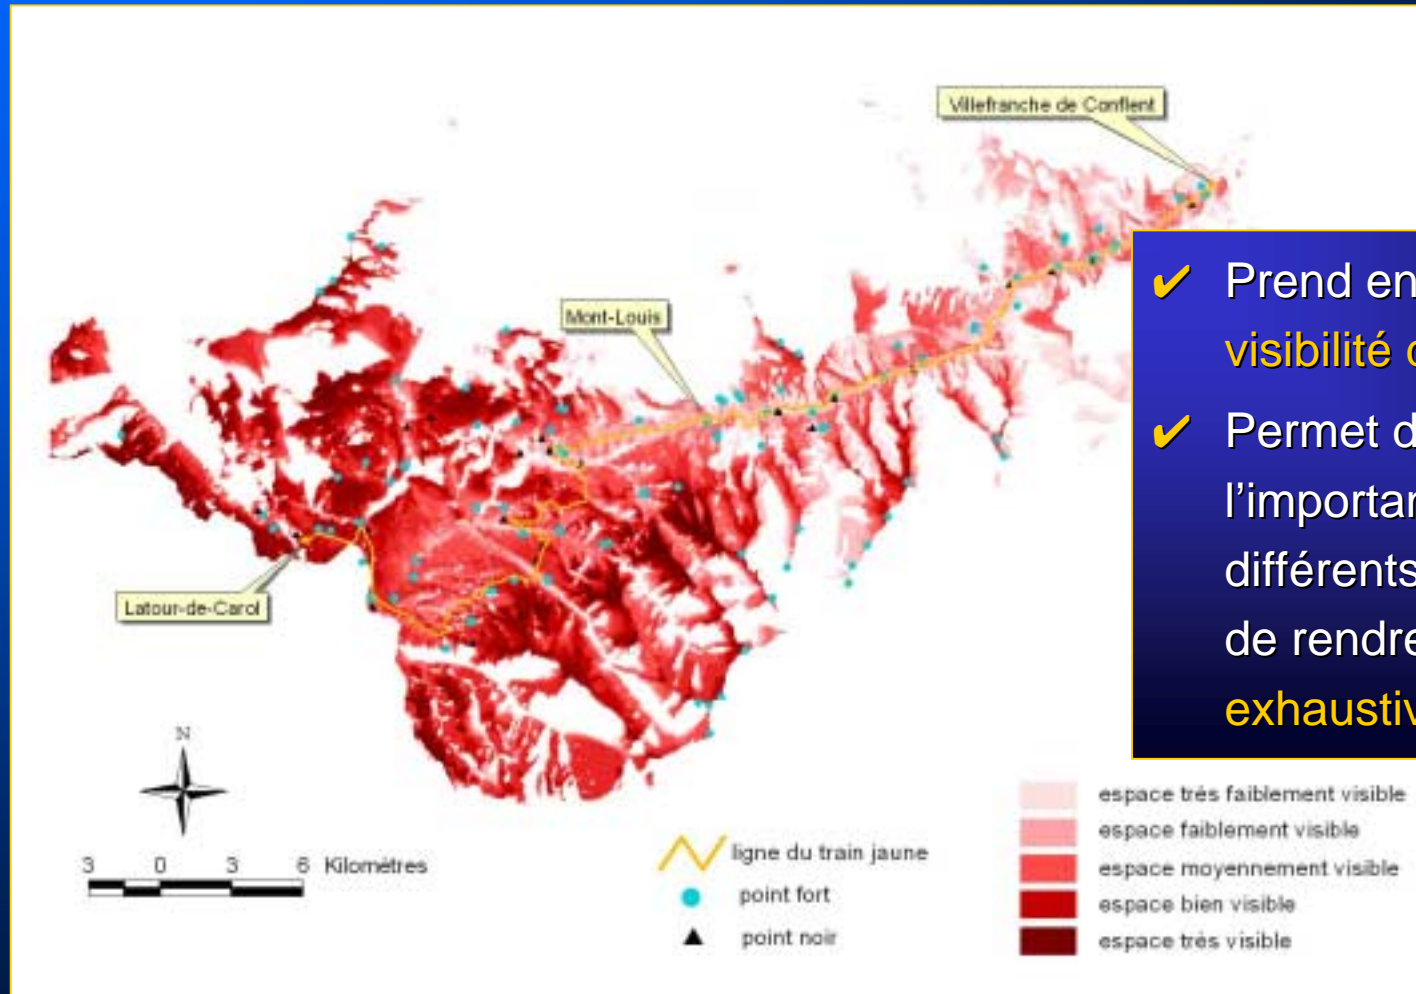 Villefranche de Conflent
Mont-Louis
Latour-de-Carol
Prend en
visibilité
Permet
différents
de rendre
N
3 0 3 6 Kilomètres
ligne du train jaune
point fort
point noir
espace très faiblement visible
espace faiblement visible
espace moyennement visible
espace bien visible
espace très visible